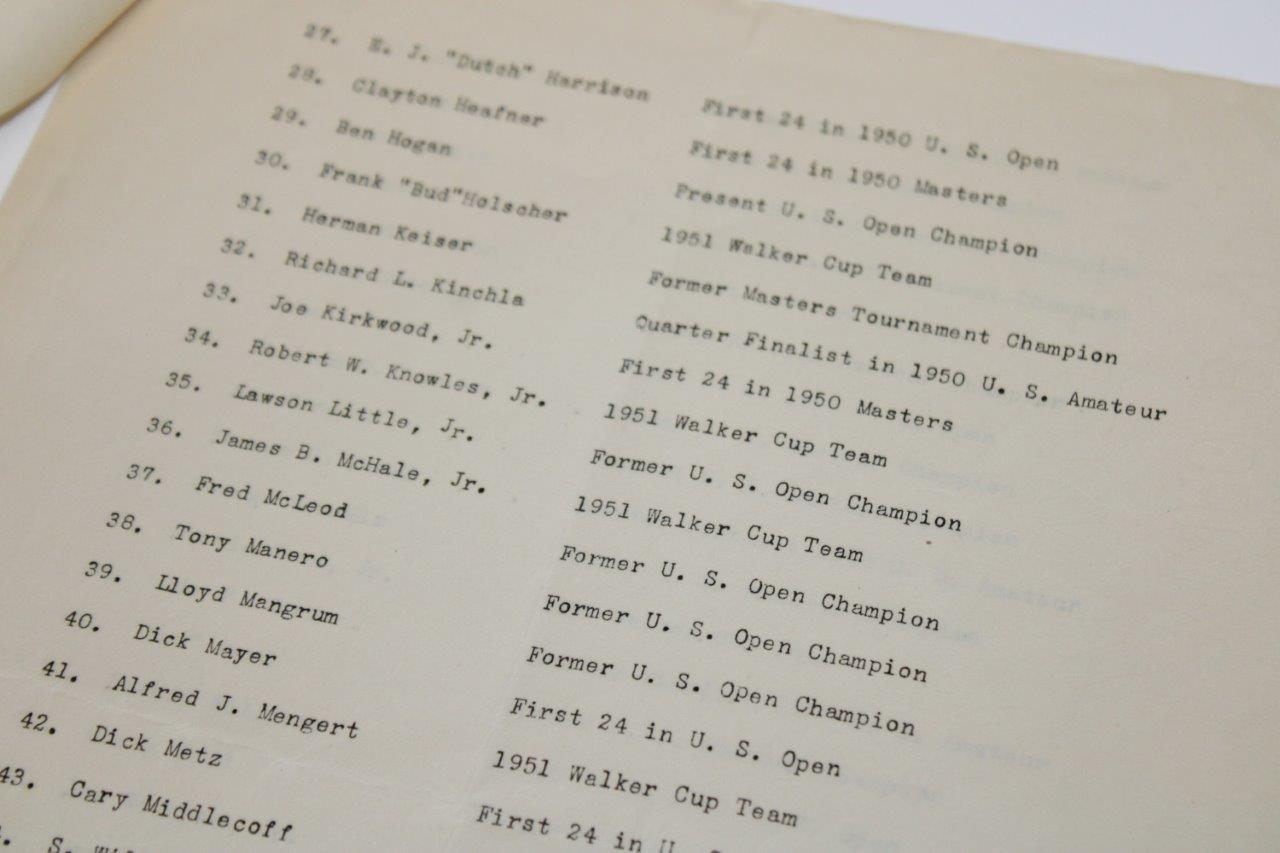 27. E. J. "Dutch" Harrison First 24 in 1950 U. S. Open
28. Clayton Heafner First 24 in 1950 Masters
29. Ben Hogan Present U. S. Open Champion
30. Frank "Bud"Holscher 1951 Walker Cup Team
31. Herman Keiser Former Masters Tournament Champion
32. Richard L. Kinchla Quarter Finalist in 1950 U. S. Amateur
33. Joe Kirkwood, Jr. First 24 in 1950 Masters
34. Robert W. Knowles, Jr. 1951 Walker Cup Team
35. Lawson Little, Jr. Former U. S. Open Champion
36. James B. McHale, Jr. 1951 Walker Cup Team
37. Fred McLeod Former U. S. Open Champion
38. Tony Manero Former U. S. Open Champion
39. Lloyd Mangrum Former U. S. Open Champion
40. Dick Mayer First 24 in U. S. Open
41. Alfred J. Mengert 1951 Walker Cup Team
42. Dick Metz First 24 in U.
43. Cary Middlecoff
S.